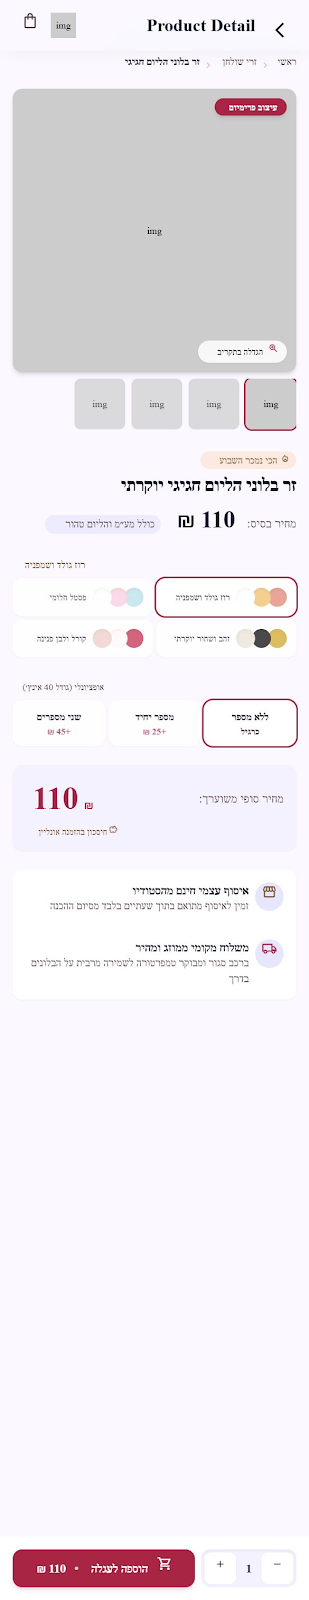 Product Detail
img
ראשי
זרי שולחן
זר בלוני הליום חגיגי
עיצוב פרימיום
img
הגדלה בתקריב
img
img
img
img
הכי נמכר השבוע
זר בלוני הליום חגיגי יוקרתי
מחיר בסיס: 110 ₪
כולל מע״מ והליום טהור
רוז גולד ושמפניה
רוז גולד ושמפניה
פסטל חלומי
זהב ושחור יוקרתי
קורל ולבן פנינה
אופציונלי (גודל 40 אינץ׳)
ללא מספר
כרגיל
מספר יחיד
+25 ₪
שני מספרים
+45 ₪
מחיר סופי משוערך:
110 ₪
חיסכון בהזמנה אונליין
איסוף עצמי חינם מהסטודיו
זמין לאיסוף מתואם בתוך שעתיים בלבד מסיום ההכנה
משלוח מקומי ממוזג ומהיר
ברכב סגור ומבוקר טמפרטורה לשמירה מרבית על הבלונים
בדרך
−
1
+
הוספה לעגלה • 110 ₪